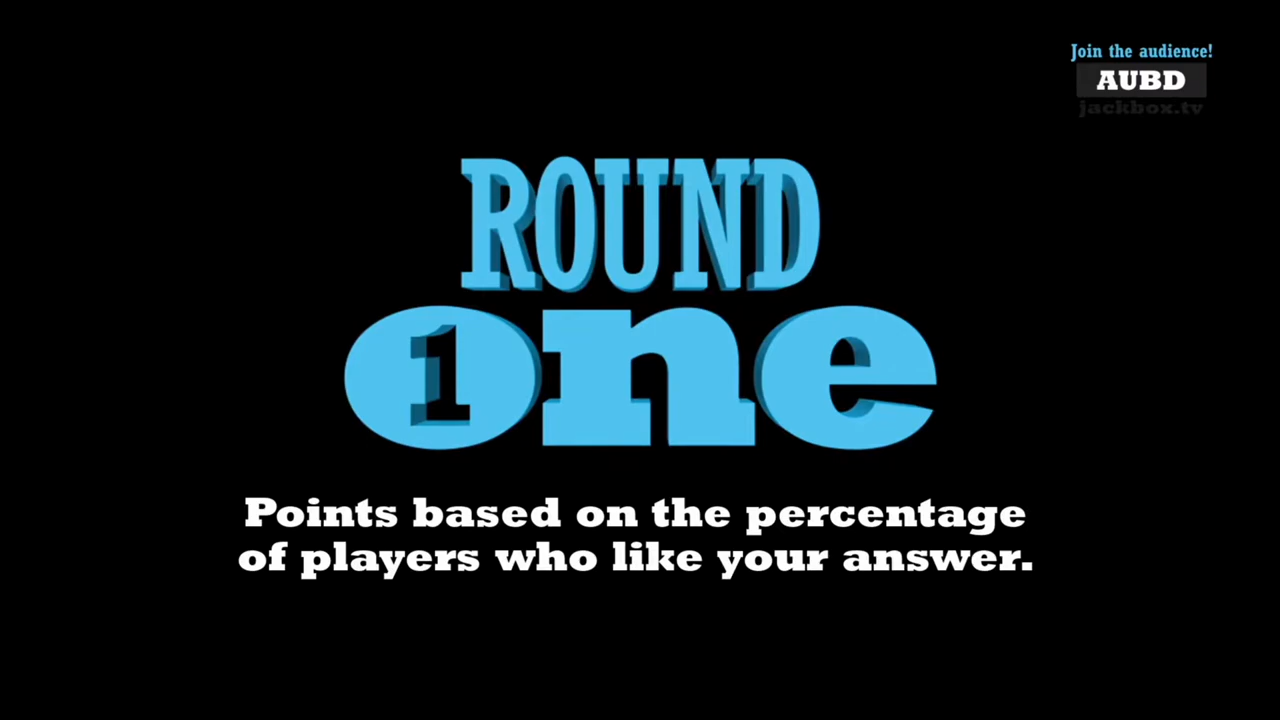 Join the audience!
AUBD
jackbox.tv
ROUND
One
1
Points based on the percentage
of players who like your answer.